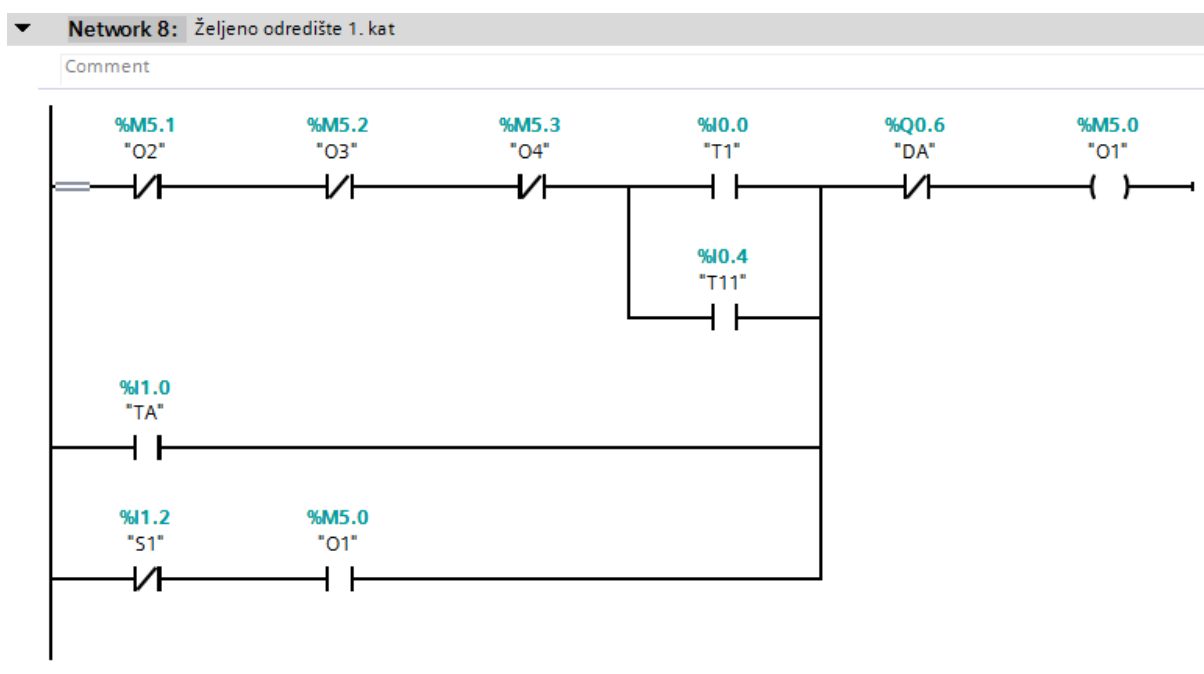 Network 8: Željeno odredište 1. kat
Comment
%M5.1 %M5.2 %M5.3 %I0.0 %Q0.6 %M5.0
"O2" "O3" "O4" "T1" "DA" "O1"
%I0.4
"T11"
%I1.0
"TA"
%I1.2 %M5.0
"S1" "O1"